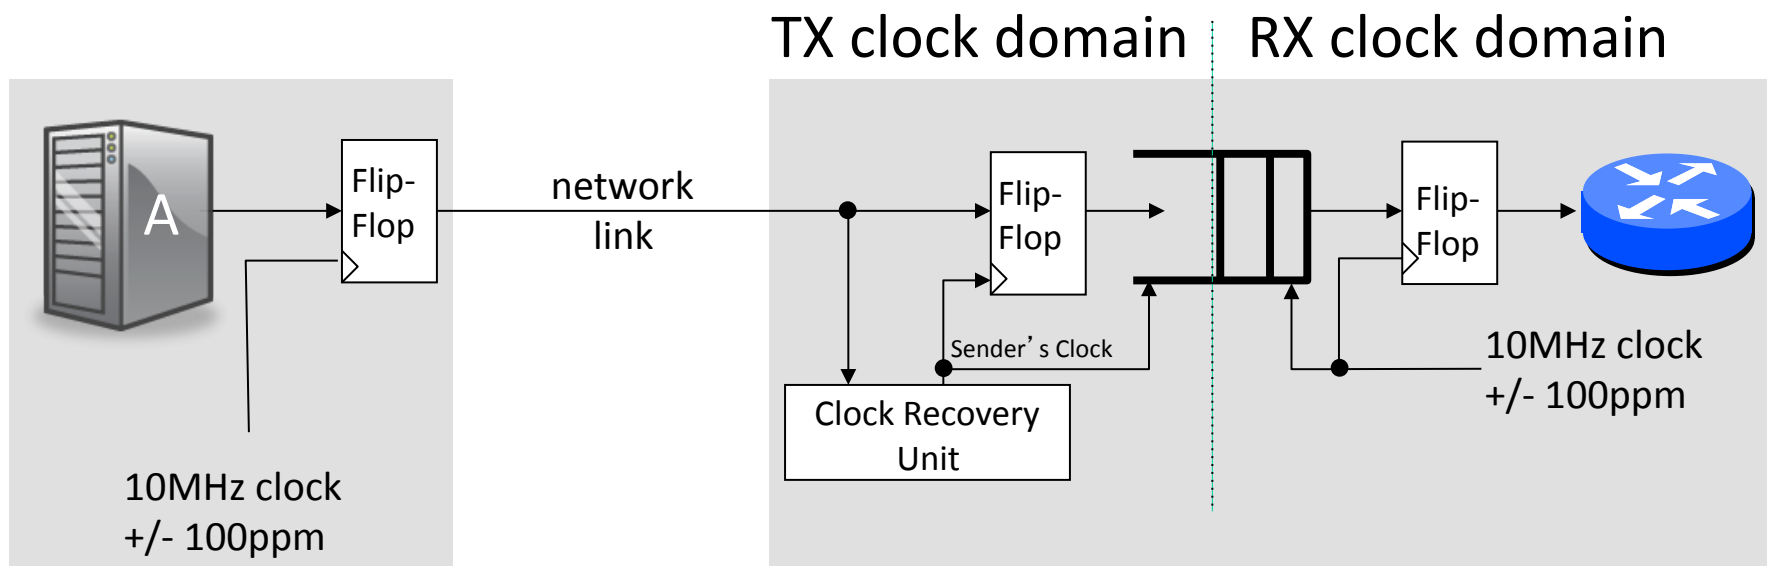 TX clock domain
RX clock domain
A
Flip-
Flop
network
link
Flip-
Flop
Flip-
Flop
Sender's Clock
Clock Recovery
Unit
10MHz clock
+/- 100ppm
10MHz clock
+/- 100ppm